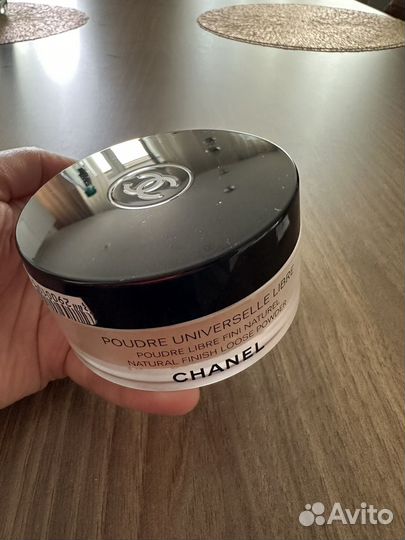 POUDRE UNIVERSELLE LIBRE
POUDRE LIBRE FINI NATUREL
NATURAL FINISH LOOSE POWDER
CHANEL
Avito